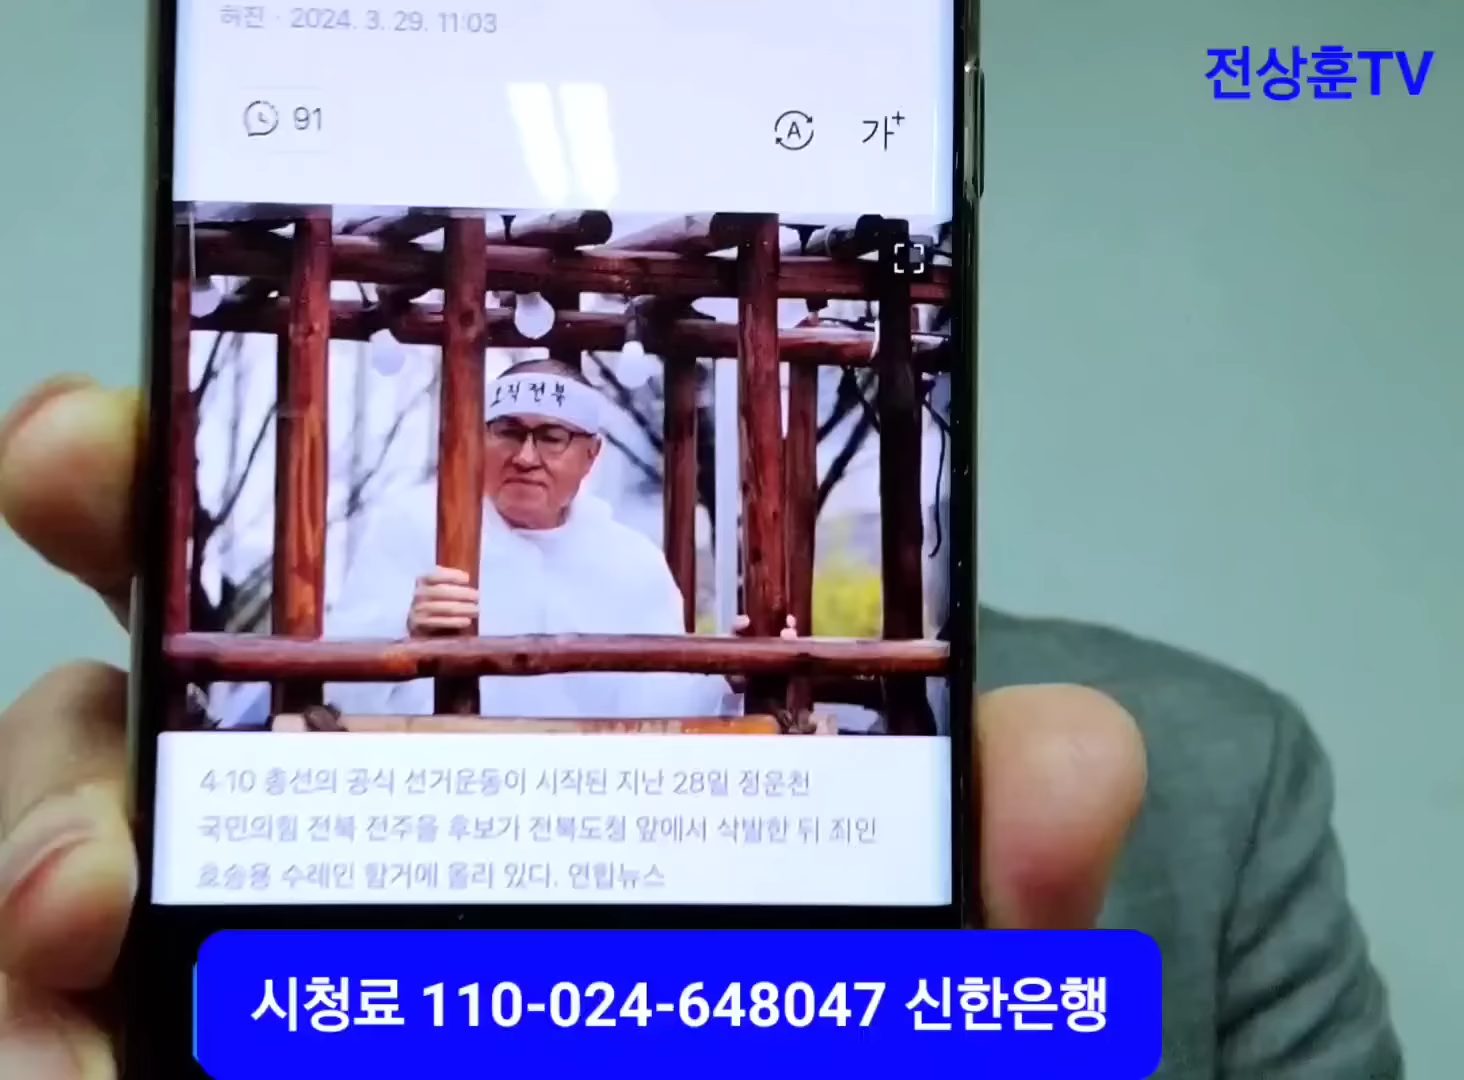 허진 · 2024. 3. 29. 11:03
전상훈TV
91
A
가+
오직 전북
4·10 총선의 공식 선거운동이 시작된 지난 28일 정운천
국민의힘 전북 전주을 후보가 전북도청 앞에서 삭발한 뒤 죄인
호송용 수레인 함거에 올라 있다. 연합뉴스
시청료 110-024-648047 신한은행